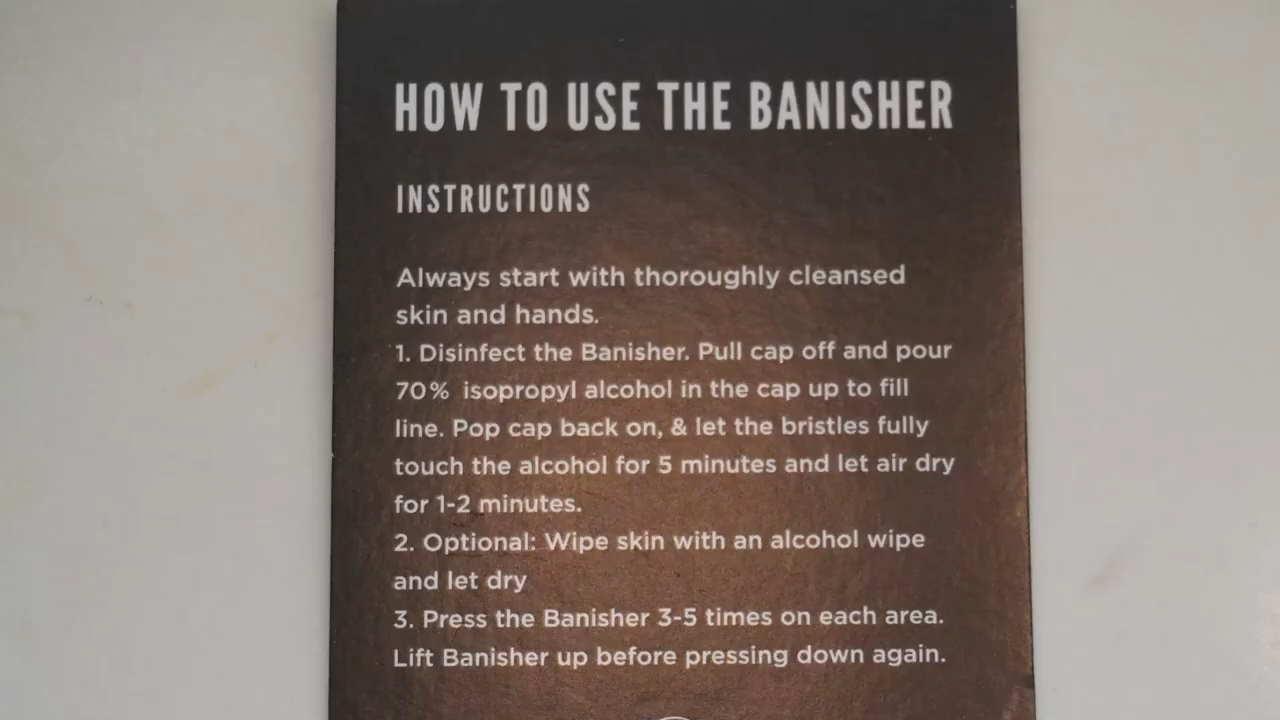 HOW TO USE THE BANISHER
INSTRUCTIONS
Always start with thoroughly cleansed
skin and hands.
1. Disinfect the Banisher. Pull cap off and pour
70% isopropyl alcohol in the cap up to fill
line. Pop cap back on, & let the bristles fully
touch the alcohol for 5 minutes and let air dry
for 1-2 minutes.
2. Optional: Wipe skin with an alcohol wipe
and let dry
3. Press the Banisher 3-5 times on each area.
Lift Banisher up before pressing down again.